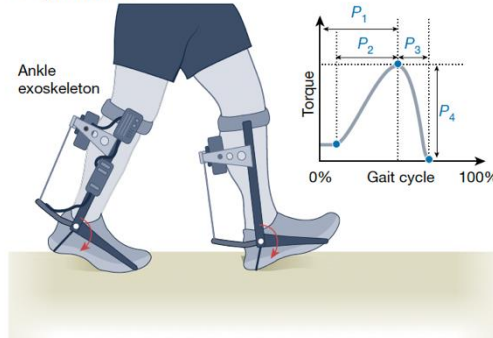 Ankle
exoskeleton
P1
P2
P3
P4
Torque
0%
Gait cycle
100%